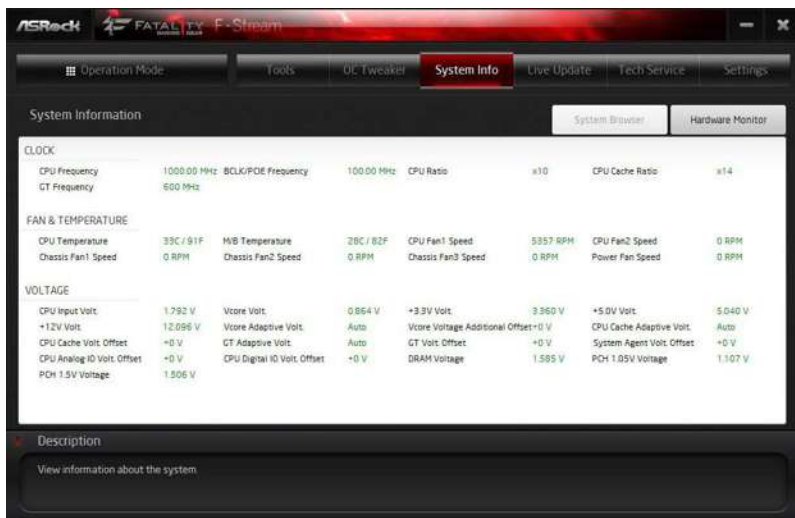 ASRock FATAL1TY GAMING GEAR F-Stream
Operation Mode Tools OC Tweaker System Info Live Update Tech Service Settings
System Information System Browser Hardware Monitor
CLOCK
CPU Frequency 1000.00 MHz BCLK/PCIE Frequency 100.00 MHz CPU Ratio x10 CPU Cache Ratio x14
GT Frequency 600 MHz
FAN & TEMPERATURE
CPU Temperature 33C / 91F M/B Temperature 28C / 82F CPU Fan1 Speed 5357 RPM CPU Fan2 Speed 0 RPM
Chassis Fan1 Speed 0 RPM Chassis Fan2 Speed 0 RPM Chassis Fan3 Speed 0 RPM Power Fan Speed 0 RPM
VOLTAGE
CPU Input Volt. 1.792 V Vcore Volt. 0.864 V +3.3V Volt. 3.360 V +5.0V Volt. 5.040 V
+12V Volt. 12.096 V Vcore Adaptive Volt. Auto Vcore Voltage Additional Offset +0 V CPU Cache Adaptive Volt. Auto
CPU Cache Volt. Offset +0 V GT Adaptive Volt. Auto GT Volt. Offset +0 V System Agent Volt. Offset +0 V
CPU Analog IO Volt. Offset +0 V CPU Digital IO Volt. Offset +0 V DRAM Voltage 1.585 V PCH 1.05V Voltage 1.107 V
PCH 1.5V Voltage 1.506 V
Description
View information about the system